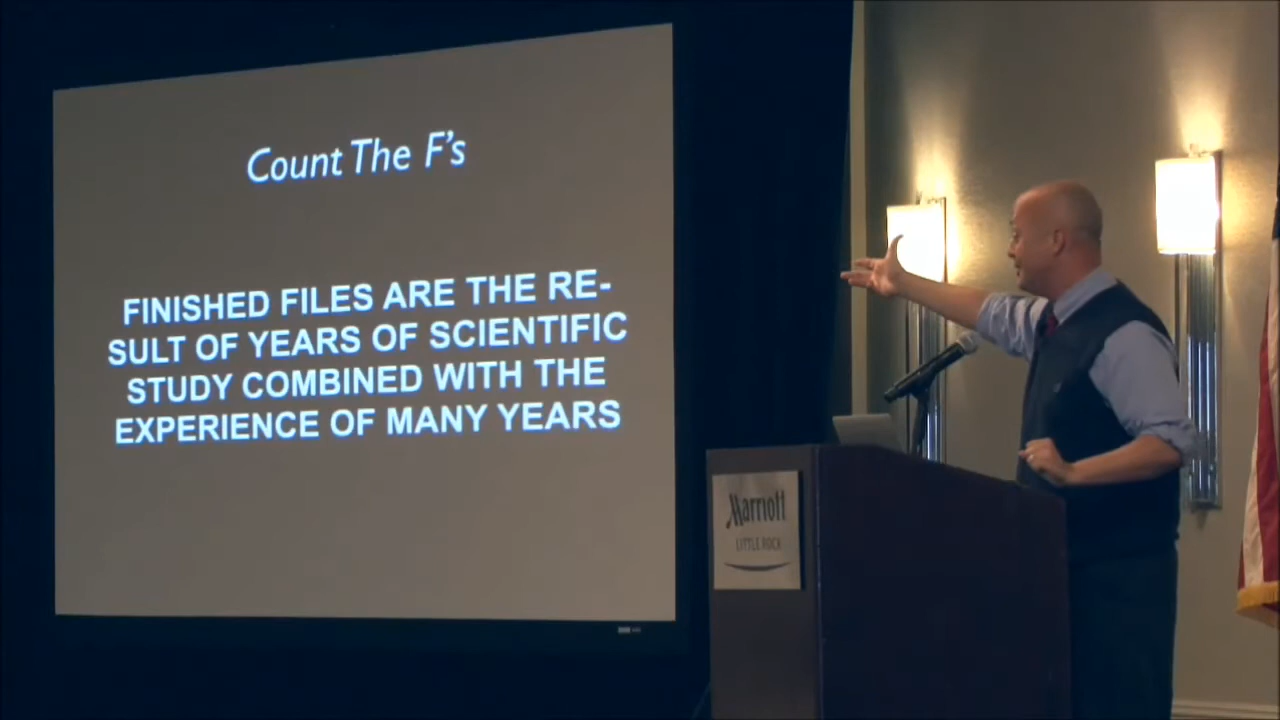 Count The F's
FINISHED FILES ARE THE RE-
SULT OF YEARS OF SCIENTIFIC
STUDY COMBINED WITH THE
EXPERIENCE OF MANY YEARS
Marriott
LITTLE ROCK